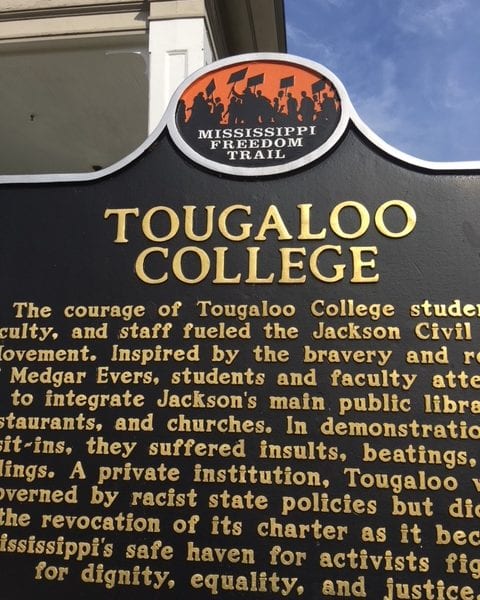 MISSISSIPPI
FREEDOM
TRAIL
TOUGALOO
COLLEGE
The courage of Tougaloo College
and staff fueled the Jackson Civil
Inspired by the bravery and
Medgar Evers, students and faculty
to integrate Jackson's main public
and churches. In
sit-ins, they suffered insults, beatings,
A private institution, Tougaloo
by racist state policies but
the revocation of its charter as it
safe haven for activists
for dignity, equality, and justice.